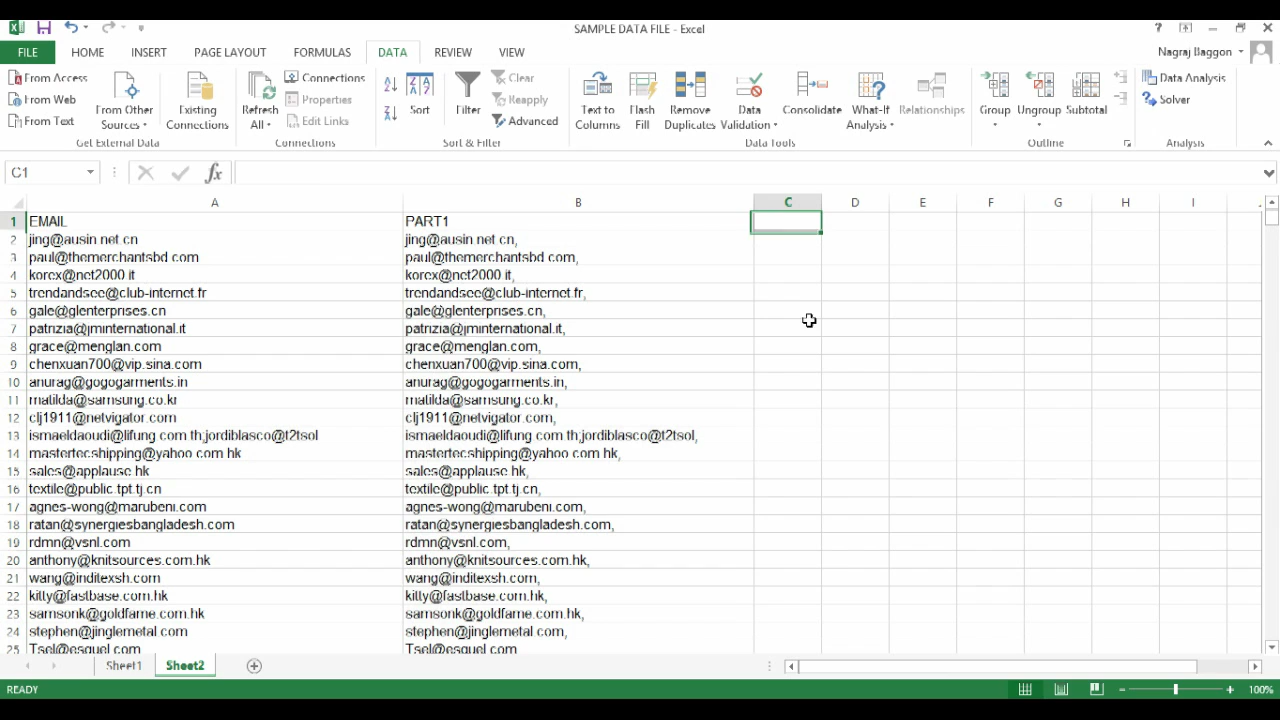 SAMPLE DATA FILE - Excel
?
FILE HOME INSERT PAGE LAYOUT FORMULAS DATA REVIEW VIEW
Nagraj Baggon
From Access
From Web
From Text
From Other
Sources
Existing
Connections
Get External Data
Refresh
All
Connections
Properties
Edit Links
Connections
Sort
Filter
Clear
Reapply
Advanced
Sort & Filter
Text to
Columns
Flash
Fill
Remove
Duplicates
Data
Validation
Consolidate
What-If
Analysis
Relationships
Data Tools
Group
Ungroup
Subtotal
Outline
Data Analysis
Solver
Analysis
C1 fx
A B C D E F G H I
1 EMAIL PART1
2 jing@ausin.net.cn jing@ausin.net.cn,
3 paul@themerchantsbd.com paul@themerchantsbd.com,
4 korex@net2000.it korex@net2000.it,
5 trendandsee@club-internet.fr trendandsee@club-internet.fr,
6 gale@glenterprises.cn gale@glenterprises.cn,
7 patrizia@jminternational.it patrizia@jminternational.it,
8 grace@menglan.com grace@menglan.com,
9 chenxuan700@vip.sina.com chenxuan700@vip.sina.com,
10 anurag@gogogarments.in anurag@gogogarments.in,
11 matilda@samsung.co.kr matilda@samsung.co.kr,
12 clj1911@netvigator.com clj1911@netvigator.com,
13 ismaeldaoudi@lifung.com.th;jordiblasco@t2tsol ismaeldaoudi@lifung.com.th;jordiblasco@t2tsol,
14 mastertecshipping@yahoo.com.hk mastertecshipping@yahoo.com.hk,
15 sales@applause.hk sales@applause.hk,
16 textile@public.tpt.tj.cn textile@public.tpt.tj.cn,
17 agnes-wong@marubeni.com agnes-wong@marubeni.com,
18 ratan@synergiesbangladesh.com ratan@synergiesbangladesh.com,
19 rdmn@vsnl.com rdmn@vsnl.com,
20 anthony@knitsources.com.hk anthony@knitsources.com.hk,
21 wang@inditexsh.com wang@inditexsh.com,
22 kitty@fastbase.com.hk kitty@fastbase.com.hk,
23 samsonk@goldfame.com.hk samsonk@goldfame.com.hk,
24 stephen@jinglemetal.com stephen@jinglemetal.com,
25 Tsel@esquel.com Tsel@esquel.com
Sheet1 Sheet2
READY 100%